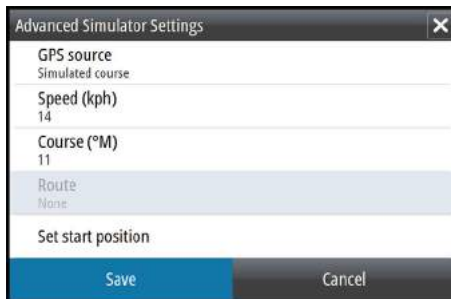 Advanced Simulator Settings
GPS source
Simulated course
Speed (kph)
14
Course (°M)
11
Route
None
Set start position
Save Cancel